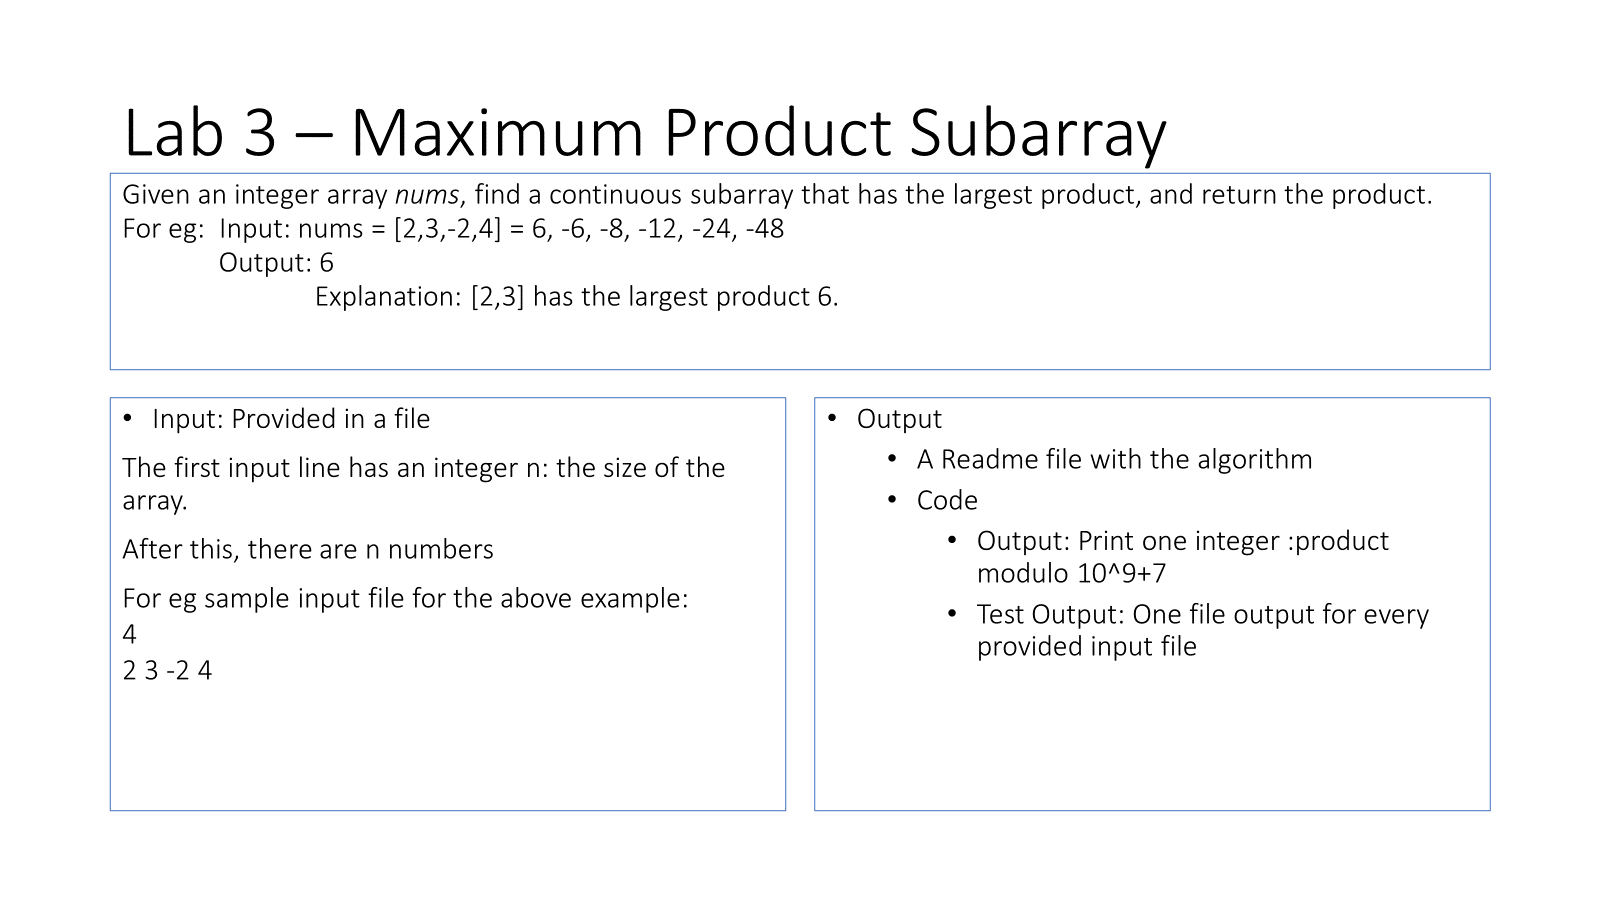 Lab 3 – Maximum Product Subarray
Given an integer array nums, find a continuous subarray that has the largest product, and return the product.
For eg:  Input: nums = [2,3,-2,4] = 6, -6, -8, -12, -24, -48
Output: 6
Explanation: [2,3] has the largest product 6.
• Input: Provided in a file
The first input line has an integer n: the size of the
array.
After this, there are n numbers
For eg sample input file for the above example:
4
2 3 -2 4
• Output
• A Readme file with the algorithm
• Code
• Output: Print one integer :product
modulo 10^9+7
• Test Output: One file output for every
provided input file